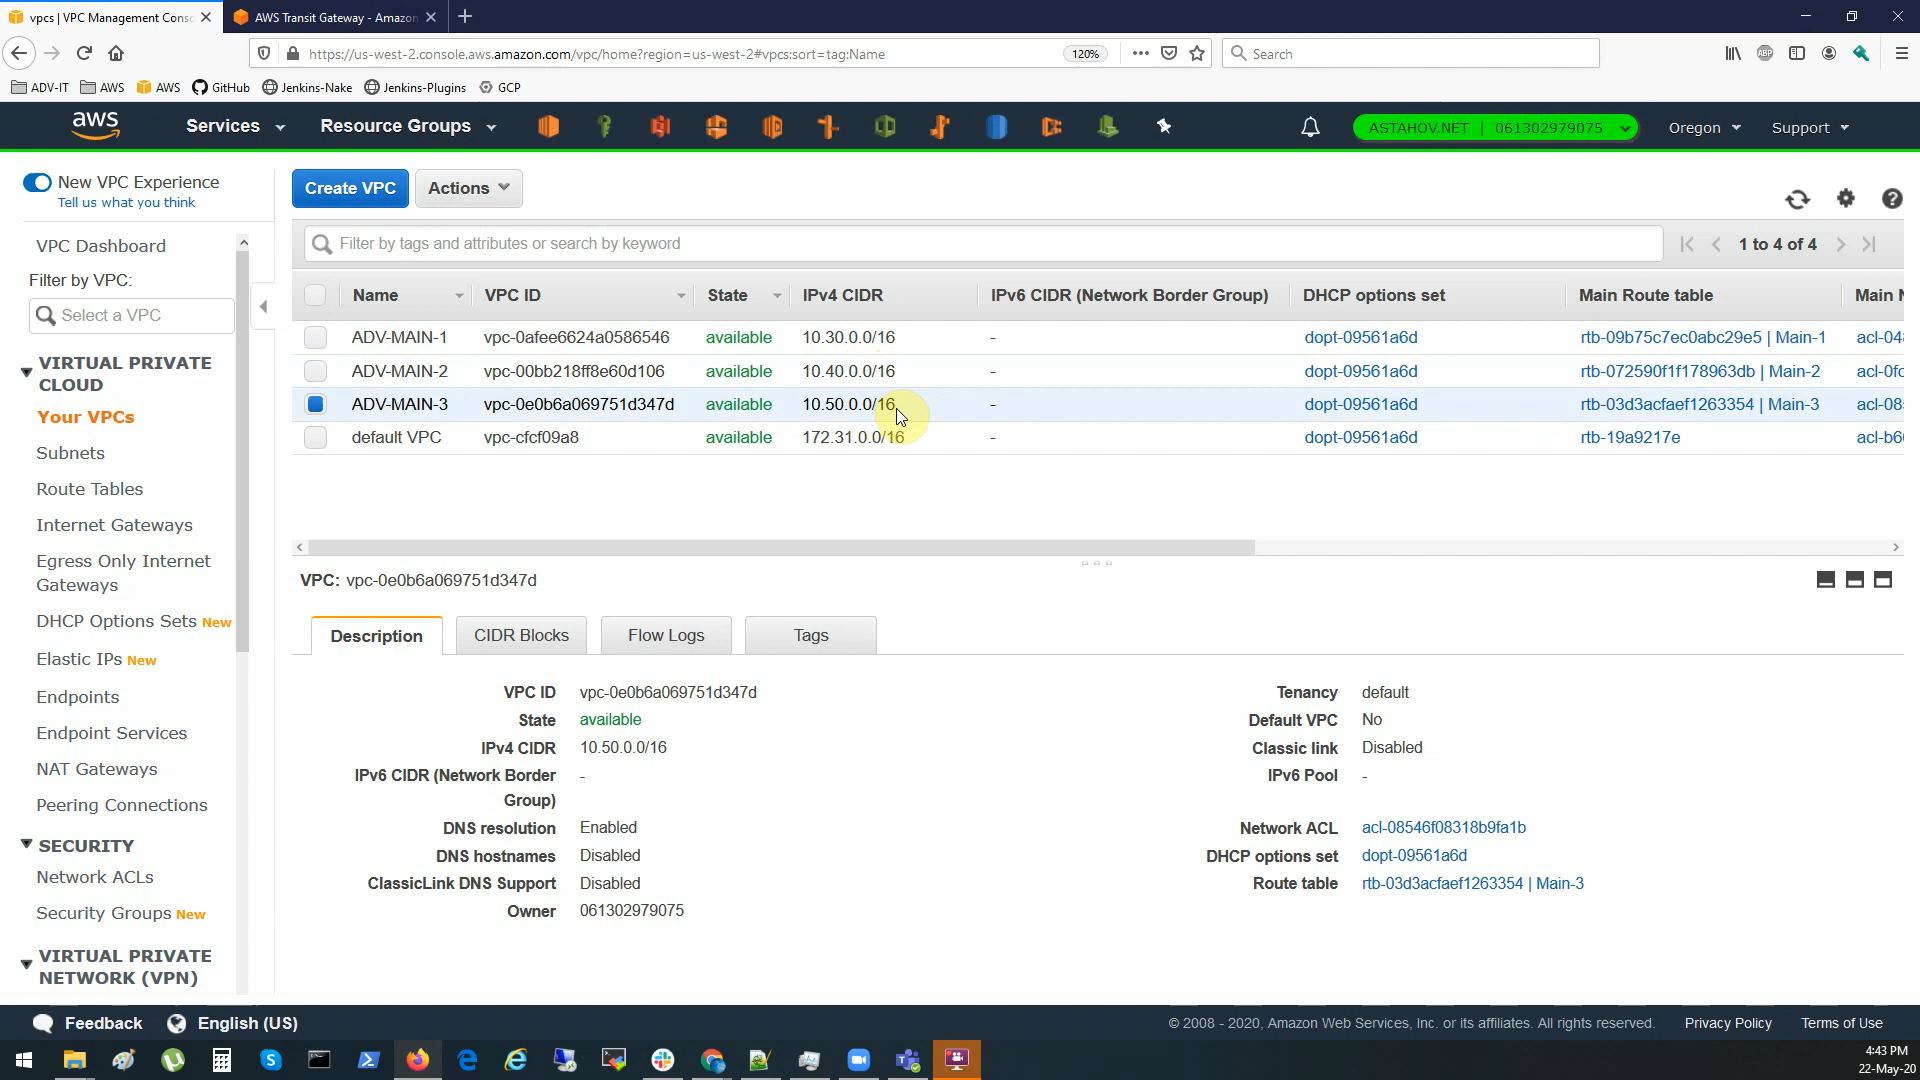 vpcs | VPC Management Consc
AWS Transit Gateway - Amazon
https://us-west-2.console.aws.amazon.com/vpc/home?region=us-west-2#vpcs:sort=tag:Name
120%
Search
ADV-IT
AWS
AWS
GitHub
Jenkins-Nake
Jenkins-Plugins
GCP
aws
Services
Resource Groups
ASTAHOV.NET | 061302979075
Oregon
Support
New VPC Experience
Tell us what you think
Create VPC
Actions
VPC Dashboard
Filter by VPC:
Select a VPC
VIRTUAL PRIVATE
CLOUD
Your VPCs
Subnets
Route Tables
Internet Gateways
Egress Only Internet
Gateways
DHCP Options Sets New
Elastic IPs New
Endpoints
Endpoint Services
NAT Gateways
Peering Connections
SECURITY
Network ACLs
Security Groups New
VIRTUAL PRIVATE
NETWORK (VPN)
Filter by tags and attributes or search by keyword
1 to 4 of 4
Name VPC ID State IPv4 CIDR IPv6 CIDR (Network Border Group) DHCP options set Main Route table Main N
ADV-MAIN-1 vpc-0afee6624a0586546 available 10.30.0.0/16 - dopt-09561a6d rtb-09b75c7ec0abc29e5 | Main-1 acl-04
ADV-MAIN-2 vpc-00bb218ff8e60d106 available 10.40.0.0/16 - dopt-09561a6d rtb-072590f1f178963db | Main-2 acl-0fc
ADV-MAIN-3 vpc-0e0b6a069751d347d available 10.50.0.0/16 - dopt-09561a6d rtb-03d3acfaef1263354 | Main-3 acl-08
default VPC vpc-cfcf09a8 available 172.31.0.0/16 - dopt-09561a6d rtb-19a9217e acl-b6
VPC: vpc-0e0b6a069751d347d
Description
CIDR Blocks
Flow Logs
Tags
VPC ID vpc-0e0b6a069751d347d
State available
IPv4 CIDR 10.50.0.0/16
IPv6 CIDR (Network Border -
Group)
DNS resolution Enabled
DNS hostnames Disabled
ClassicLink DNS Support Disabled
Owner 061302979075
Tenancy default
Default VPC No
Classic link Disabled
IPv6 Pool -
Network ACL acl-08546f08318b9fa1b
DHCP options set dopt-09561a6d
Route table rtb-03d3acfaef1263354 | Main-3
Feedback
English (US)
© 2008 - 2020, Amazon Web Services, Inc. or its affiliates. All rights reserved.
Privacy Policy
Terms of Use
4:43 PM
22-May-20